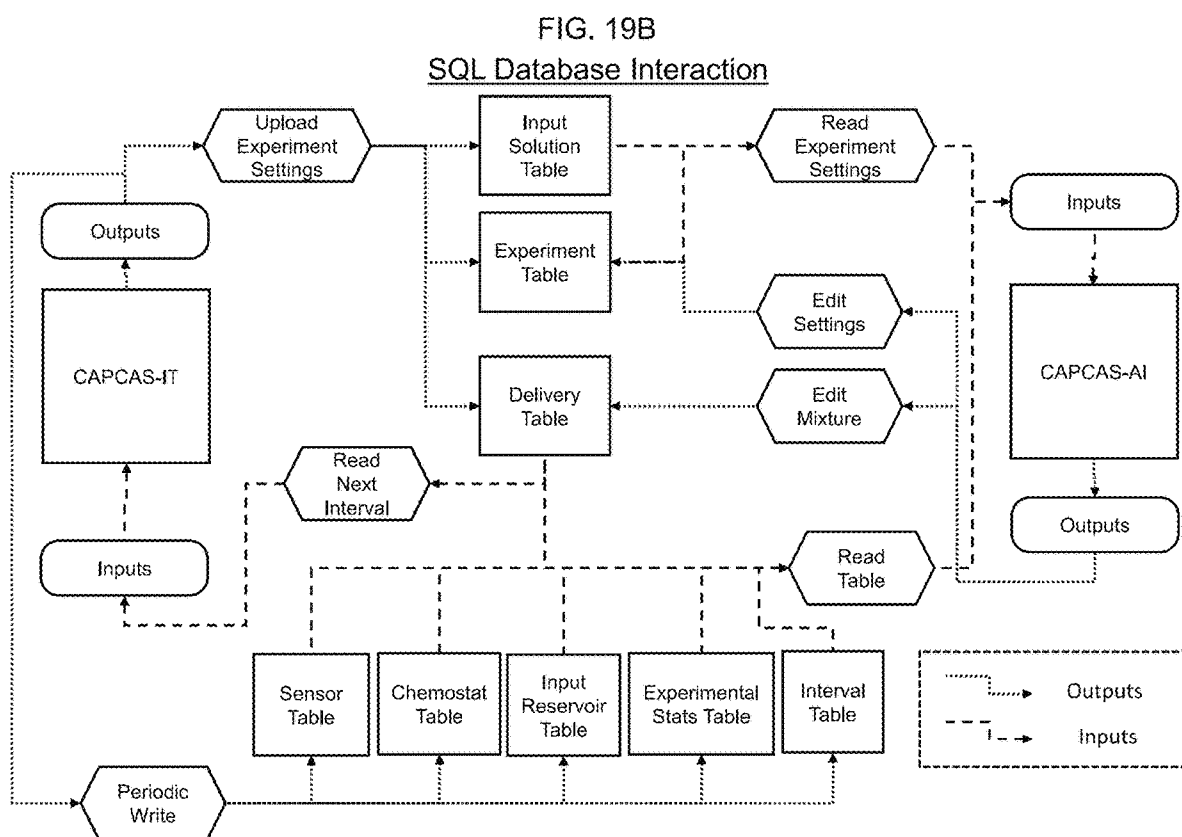 FIG. 19B
SQL Database Interaction
Upload
Experiment
Settings
Input
Solution
Table
Read
Experiment
Settings
Outputs
Inputs
Experiment
Table
CAPCAS-IT
Edit
Settings
CAPCAS-AI
Delivery
Table
Edit
Mixture
Read
Next
Interval
Outputs
Inputs
Read
Table
Sensor
Table
Chemostat
Table
Input
Reservoir
Table
Experimental
Stats Table
Interval
Table
Outputs
Inputs
Periodic
Write